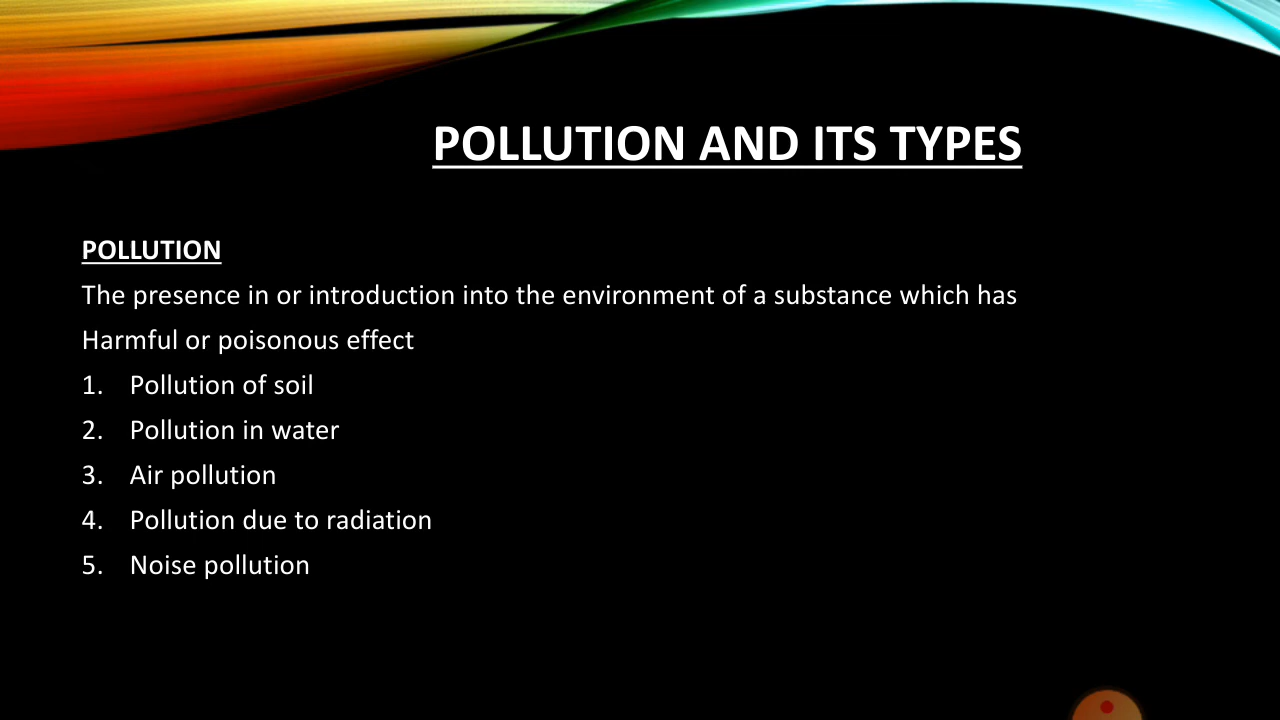 POLLUTION AND ITS TYPES
POLLUTION
The presence in or introduction into the environment of a substance which has
Harmful or poisonous effect
1. Pollution of soil
2. Pollution in water
3. Air pollution
4. Pollution due to radiation
5. Noise pollution